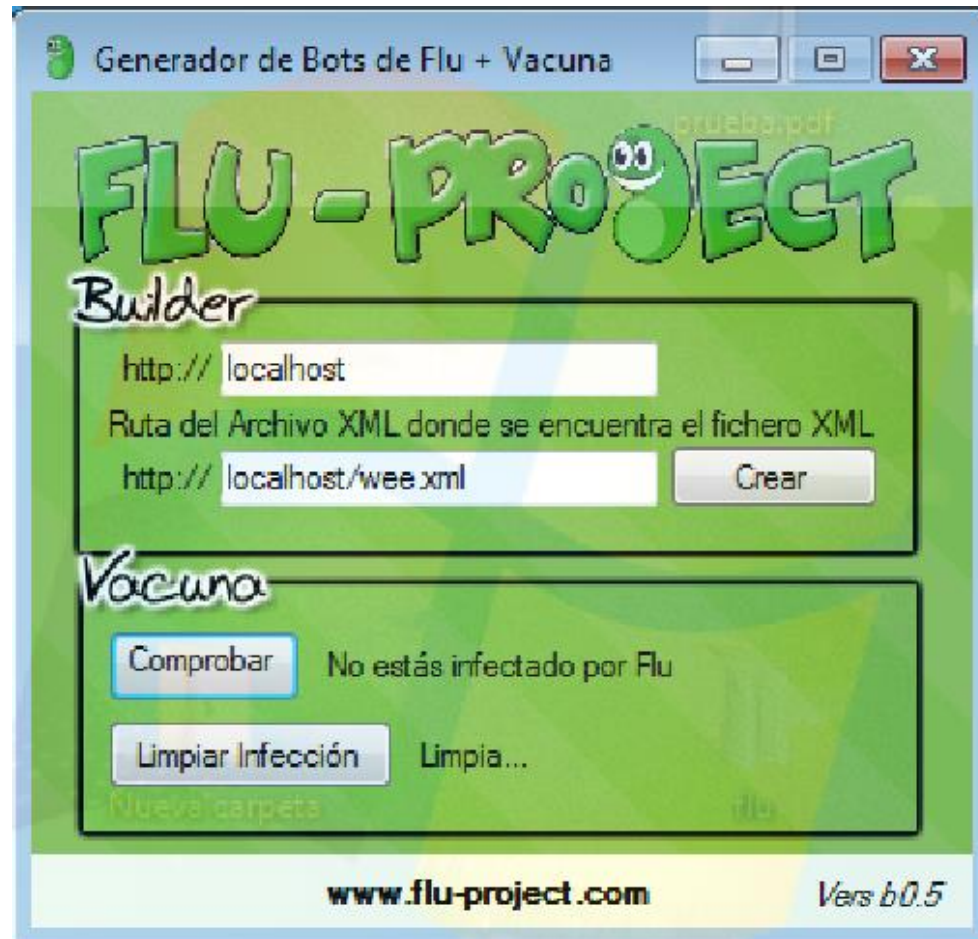 Generador de Bots de Flu + Vacuna
prueba.pdf
FLU-PROJECT
Builder
http:// localhost
Ruta del Archivo XML donde se encuentra el fichero XML
http:// localhost/wee.xml Crear
Vacuna
Comprobar No estás infectado por Flu
Limpiar Infección Limpia...
Nueva carpeta flu
www.flu-project.com Vers b0.5